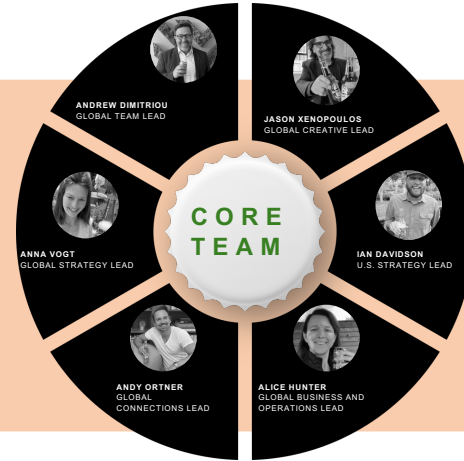 ANDREW DIMITRIOU
GLOBAL TEAM LEAD
JASON XENOPOULOS
GLOBAL CREATIVE LEAD
CORE
TEAM
ANNA VOGT
GLOBAL STRATEGY LEAD
IAN DAVIDSON
U.S. STRATEGY LEAD
ANDY ORTNER
GLOBAL
CONNECTIONS LEAD
ALICE HUNTER
GLOBAL BUSINESS AND
OPERATIONS LEAD